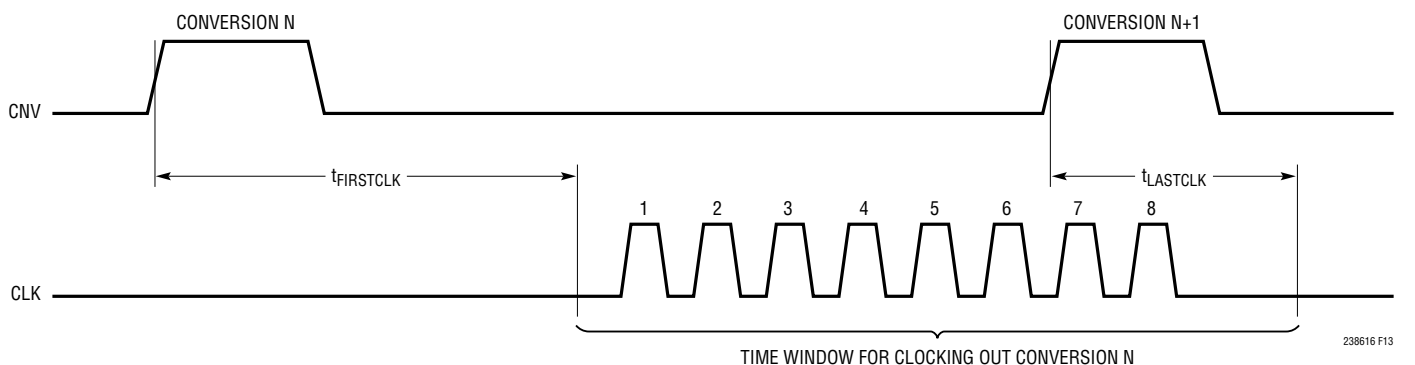 CONVERSION N
CONVERSION N+1
CNV
tFIRSTCLK
tLASTCLK
1 2 3 4 5 6 7 8
CLK
TIME WINDOW FOR CLOCKING OUT CONVERSION N
238616 F13